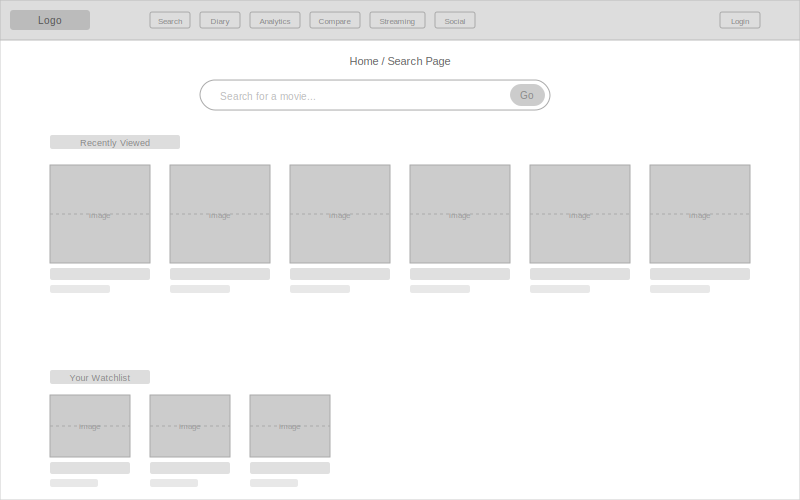 Logo
Search Diary Analytics Compare Streaming Social Login
Home / Search Page
Search for a movie... Go
Recently Viewed
Image Image Image Image Image Image
Your Watchlist
Image Image Image